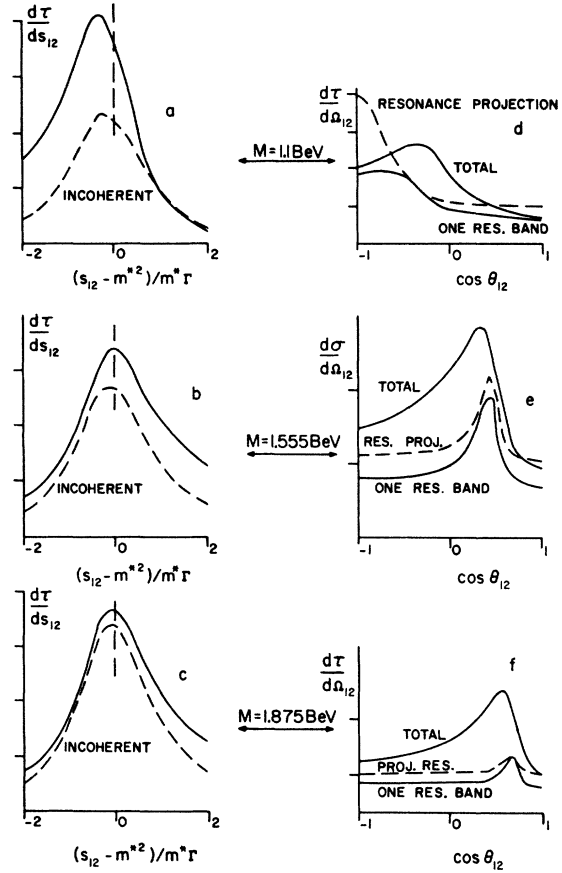 dτ
ds₁₂
a
INCOHERENT
-2
0
2
(s₁₂ - m*²)/m*Γ
M=1.1BeV
dτ
dΩ₁₂
RESONANCE PROJECTION
d
TOTAL
ONE RES. BAND
-1
0
1
cos θ₁₂
dτ
ds₁₂
b
INCOHERENT
-2
0
2
(s₁₂ - m*²)/m*Γ
M=1.555BeV
dσ
dΩ₁₂
TOTAL
e
RES. PROJ.
ONE RES. BAND
-1
0
1
cos θ₁₂
dτ
ds₁₂
c
INCOHERENT
-2
0
2
(s₁₂ - m*²)/m*Γ
M=1.875BeV
dτ
dΩ₁₂
f
TOTAL
PROJ. RES.
ONE RES. BAND
-1
0
1
cos θ₁₂